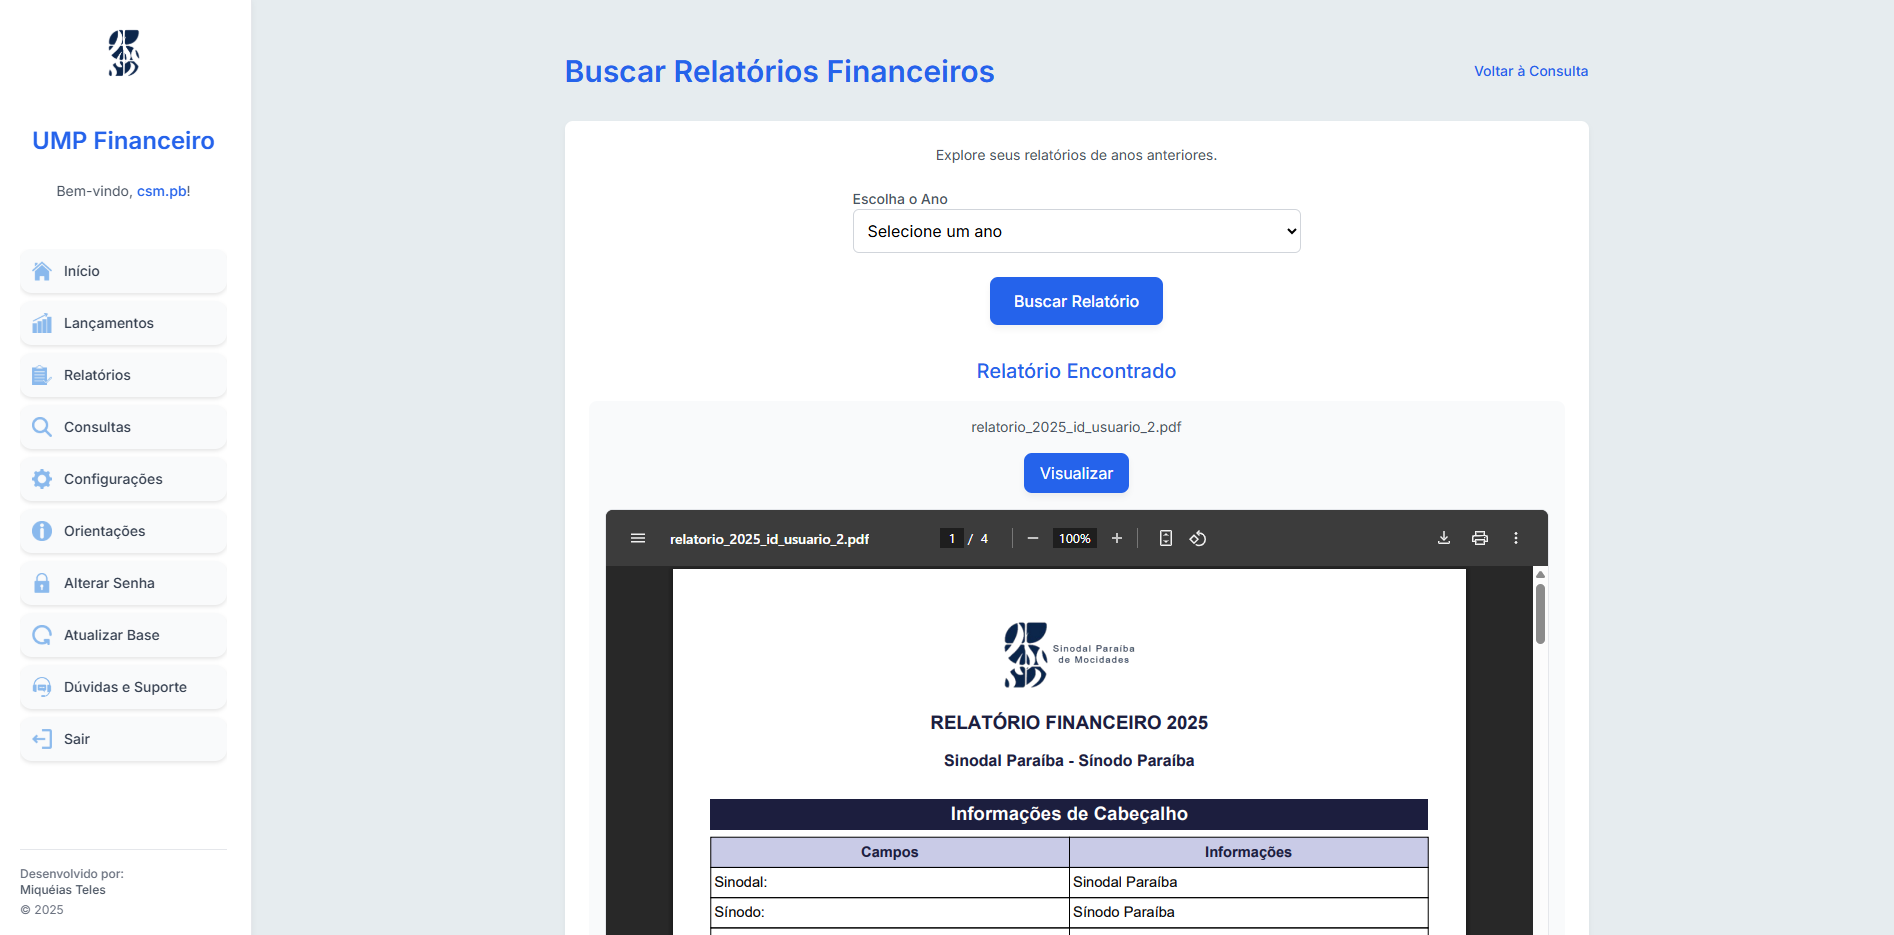 UMP Financeiro
Bem-vindo, csm.pb!
Início
Lançamentos
Relatórios
Consultas
Configurações
Orientações
Alterar Senha
Atualizar Base
Dúvidas e Suporte
Sair
Desenvolvido por:
Miquéias Teles
© 2025
Buscar Relatórios Financeiros
Voltar à Consulta
Explore seus relatórios de anos anteriores.
Escolha o Ano
Selecione um ano
Buscar Relatório
Relatório Encontrado
relatorio_2025_id_usuario_2.pdf
Visualizar
relatorio_2025_id_usuario_2.pdf 1 / 4 100%
Sinodal Paraíba
de Mocidades
RELATÓRIO FINANCEIRO 2025
Sinodal Paraíba - Sínodo Paraíba
Informações de Cabeçalho
Campos Informações
Sinodal: Sinodal Paraíba
Sínodo: Sínodo Paraíba